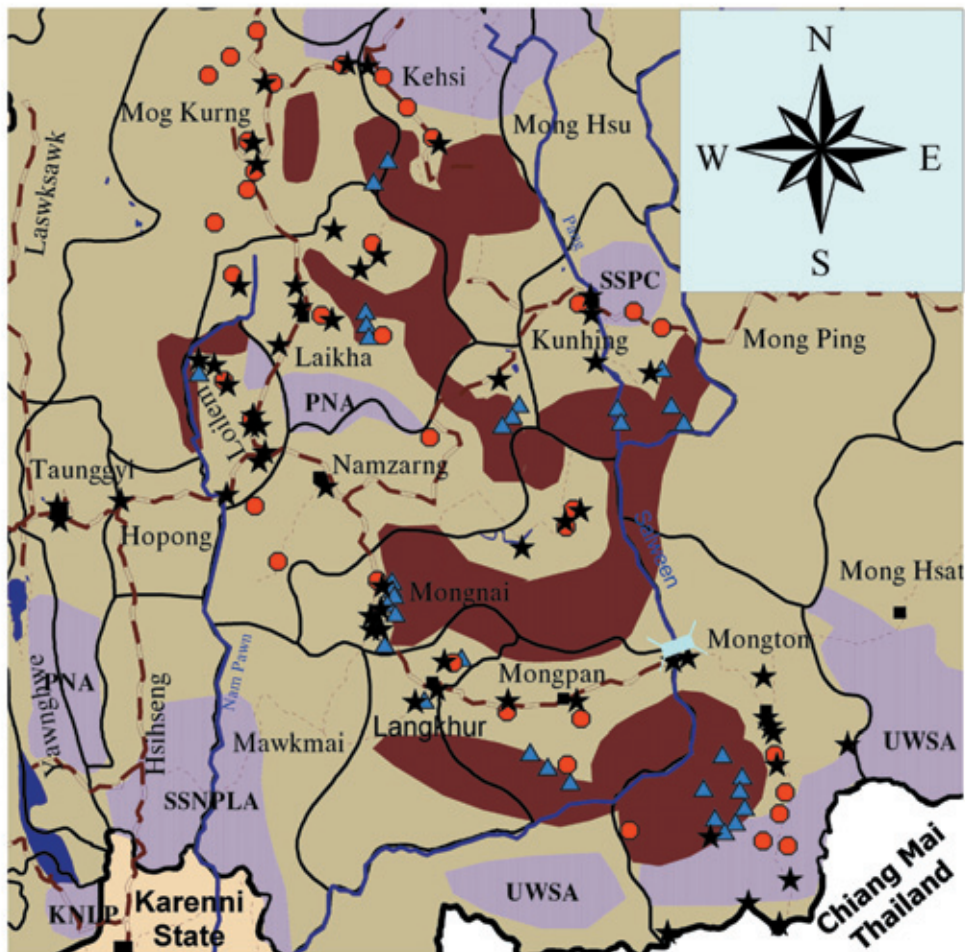 N
W
E
S
Kehsi
Mog Kurng
Mong Hsu
Laswksawk
Pang
SSPC
Kunhing
Mong Ping
Laikha
PNA
Loilem
Namzarng
Taunggyi
Hopong
Salween
Mong Hsat
Mongnai
Mongton
Nam Pawn
PNA
Yawnghwe
Hsihseng
Mongpan
Langkhur
Mawkmai
UWSA
SSNPLA
UWSA
KNLP
Karenni
State
Chiang Mai
Thailand